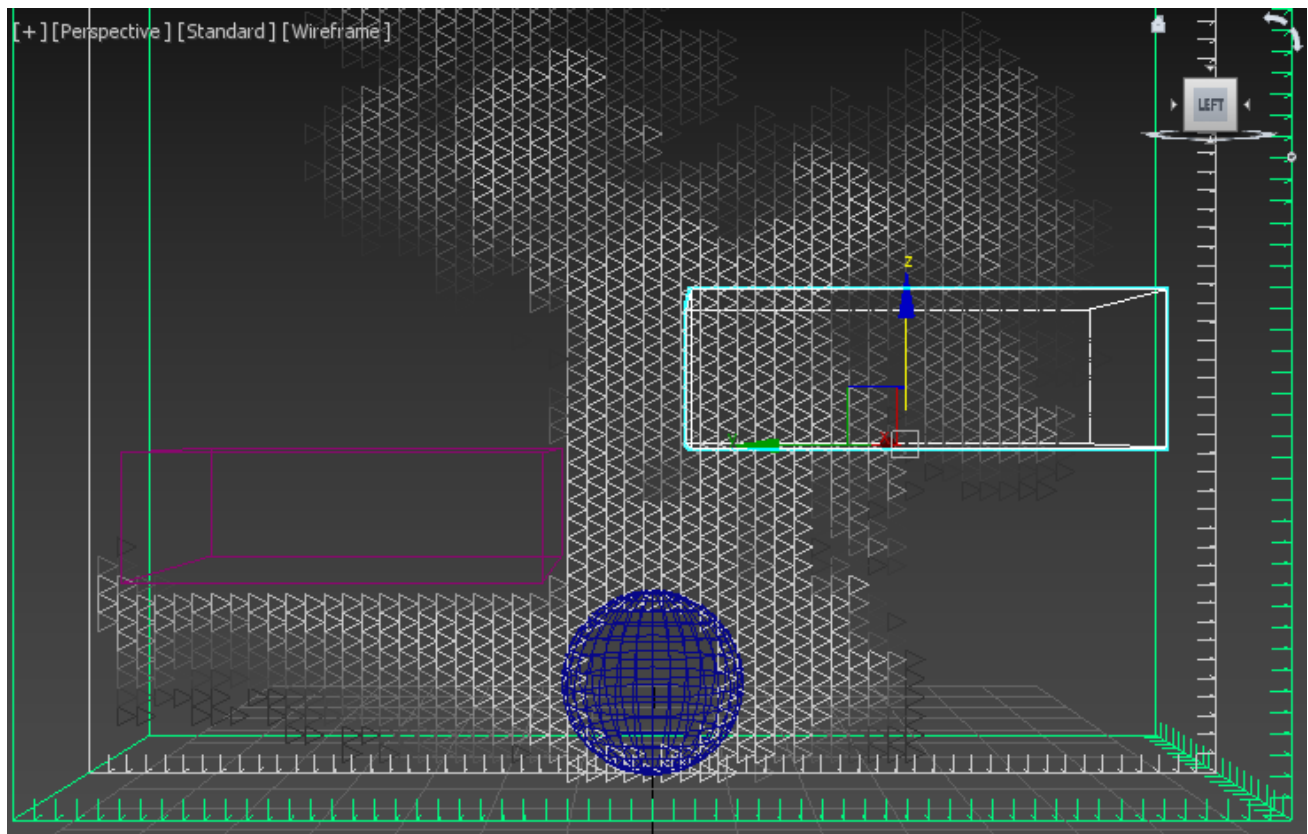 [+] [Perspective ] [Standard ] [Wireframe ]
LEFT
z
y
x